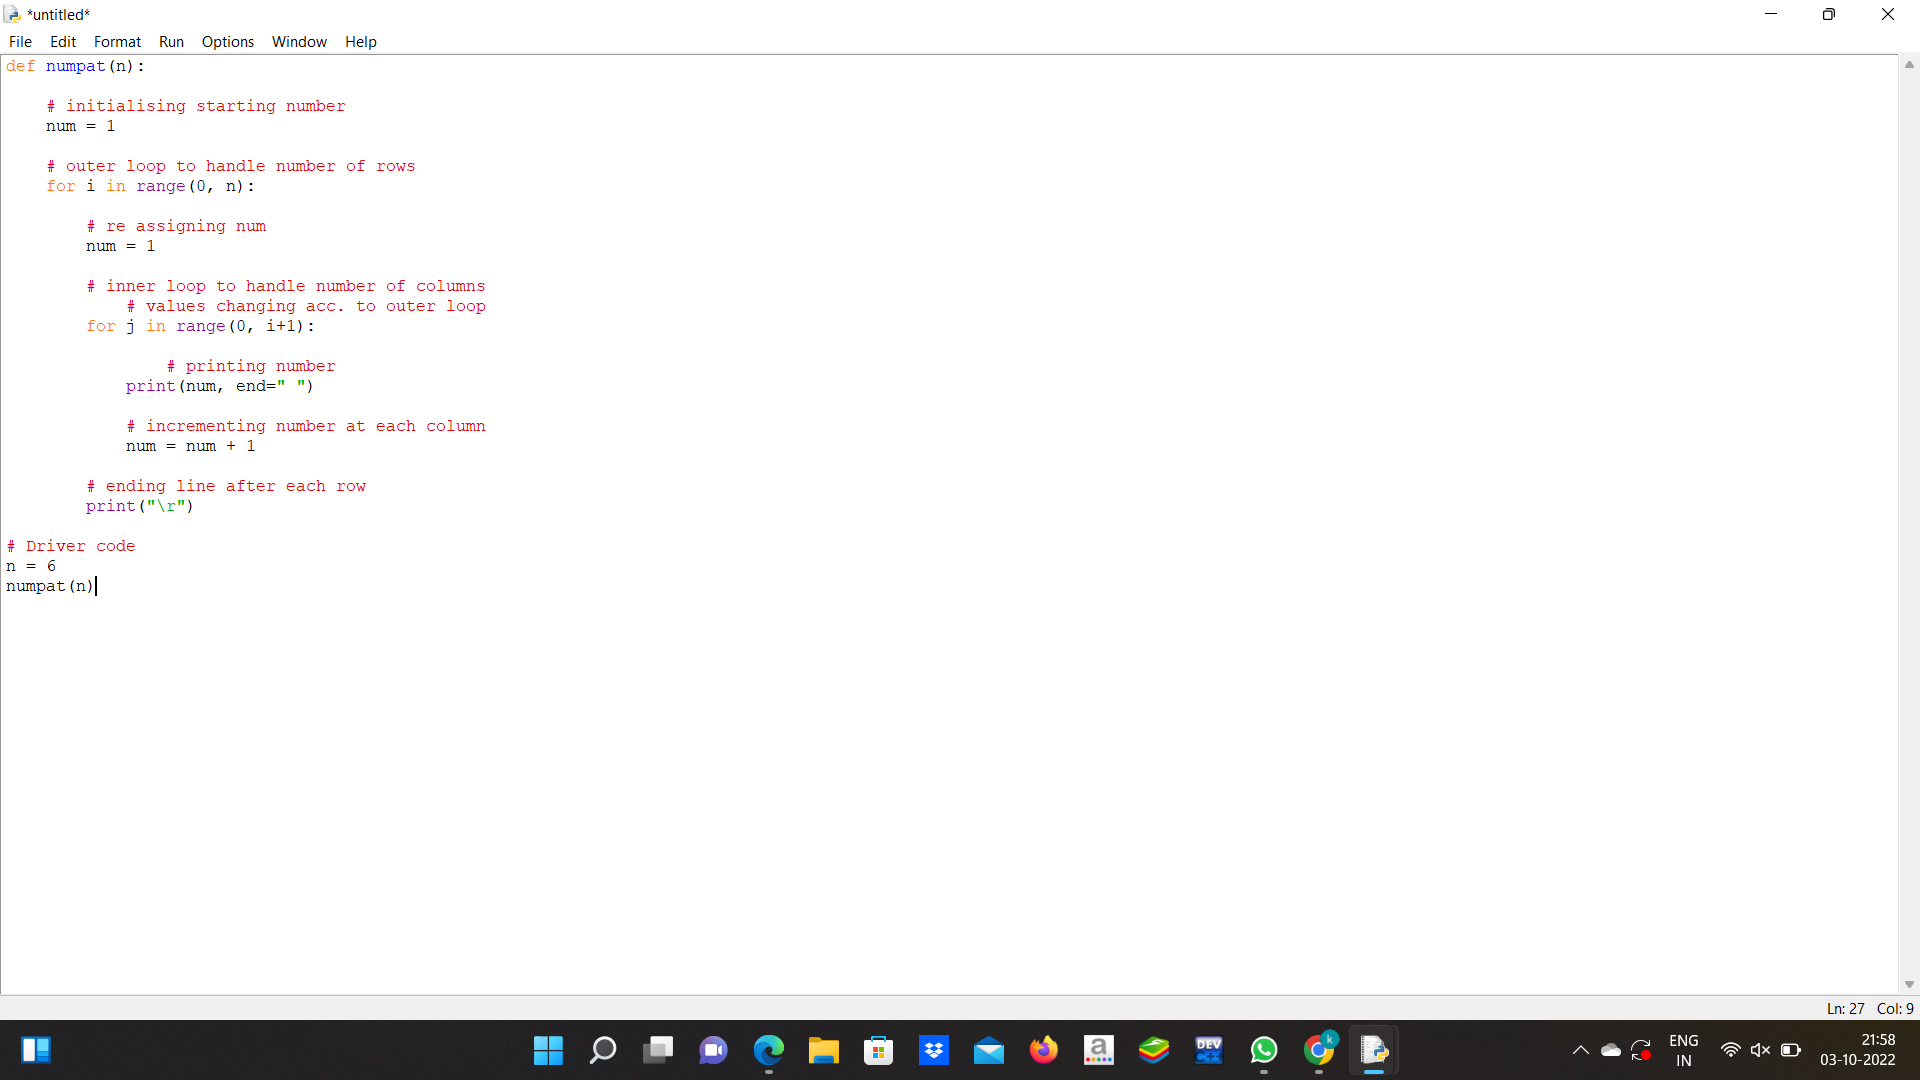 *untitled*
File Edit Format Run Options Window Help
def numpat(n):
    # initialising starting number
    num = 1
    # outer loop to handle number of rows
    for i in range(0, n):
        # re assigning num
        num = 1
        # inner loop to handle number of columns
            # values changing acc. to outer loop
        for j in range(0, i+1):
                # printing number
            print(num, end=" ")
            # incrementing number at each column
            num = num + 1
        # ending line after each row
        print("\r")
# Driver code
n = 6
numpat(n)
Ln: 27 Col: 9
a
DEV
C++
k
ENG
IN
21:58
03-10-2022